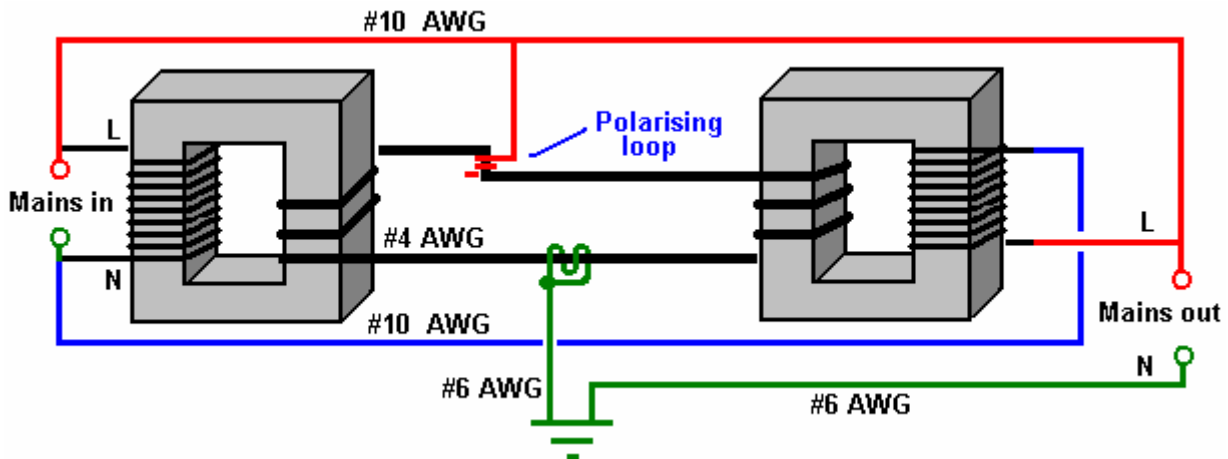 #10 AWG
L
Polarising
loop
Mains in
#4 AWG
L
N
Mains out
#10 AWG
N
#6 AWG
#6 AWG